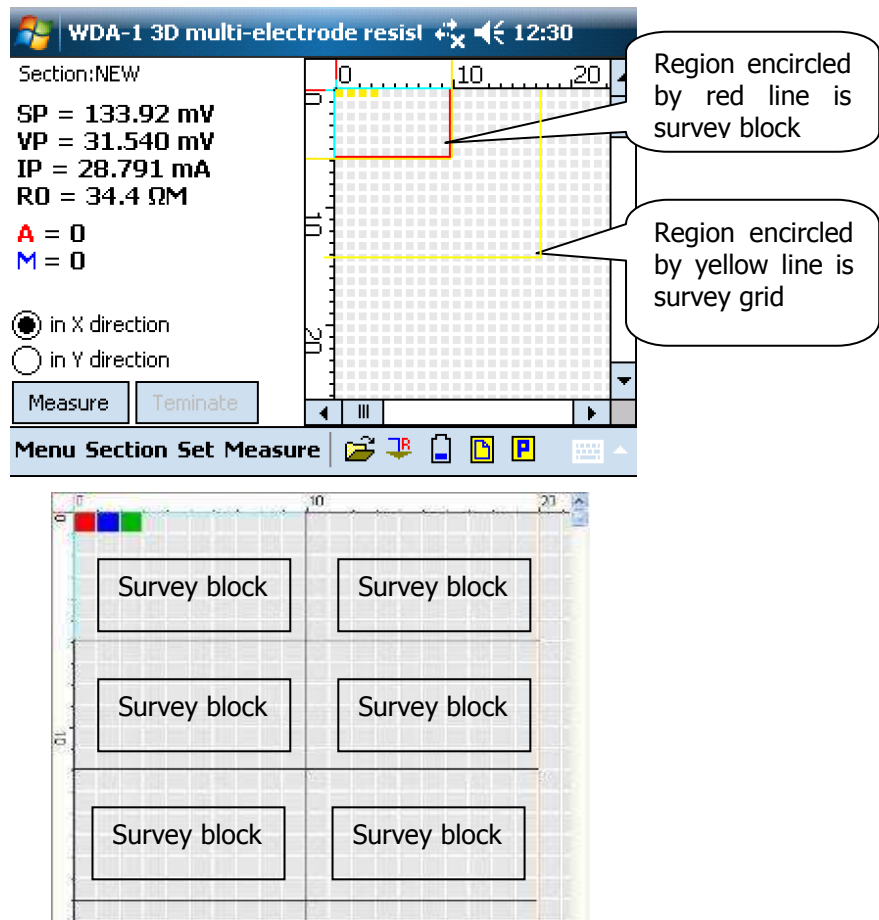 WDA-1 3D multi-electrode resist 12:30
Section:NEW
SP = 133.92 mV
VP = 31.540 mV
IP = 28.791 mA
R0 = 34.4 ΩM
A = 0
M = 0
in X direction
in Y direction
Measure Teminate
0 10 20
0
10
20
Region encircled
by red line is
survey block
Region encircled
by yellow line is
survey grid
Menu Section Set Measure R P
0 10 20
0
Survey block Survey block
Survey block Survey block
10
Survey block Survey block